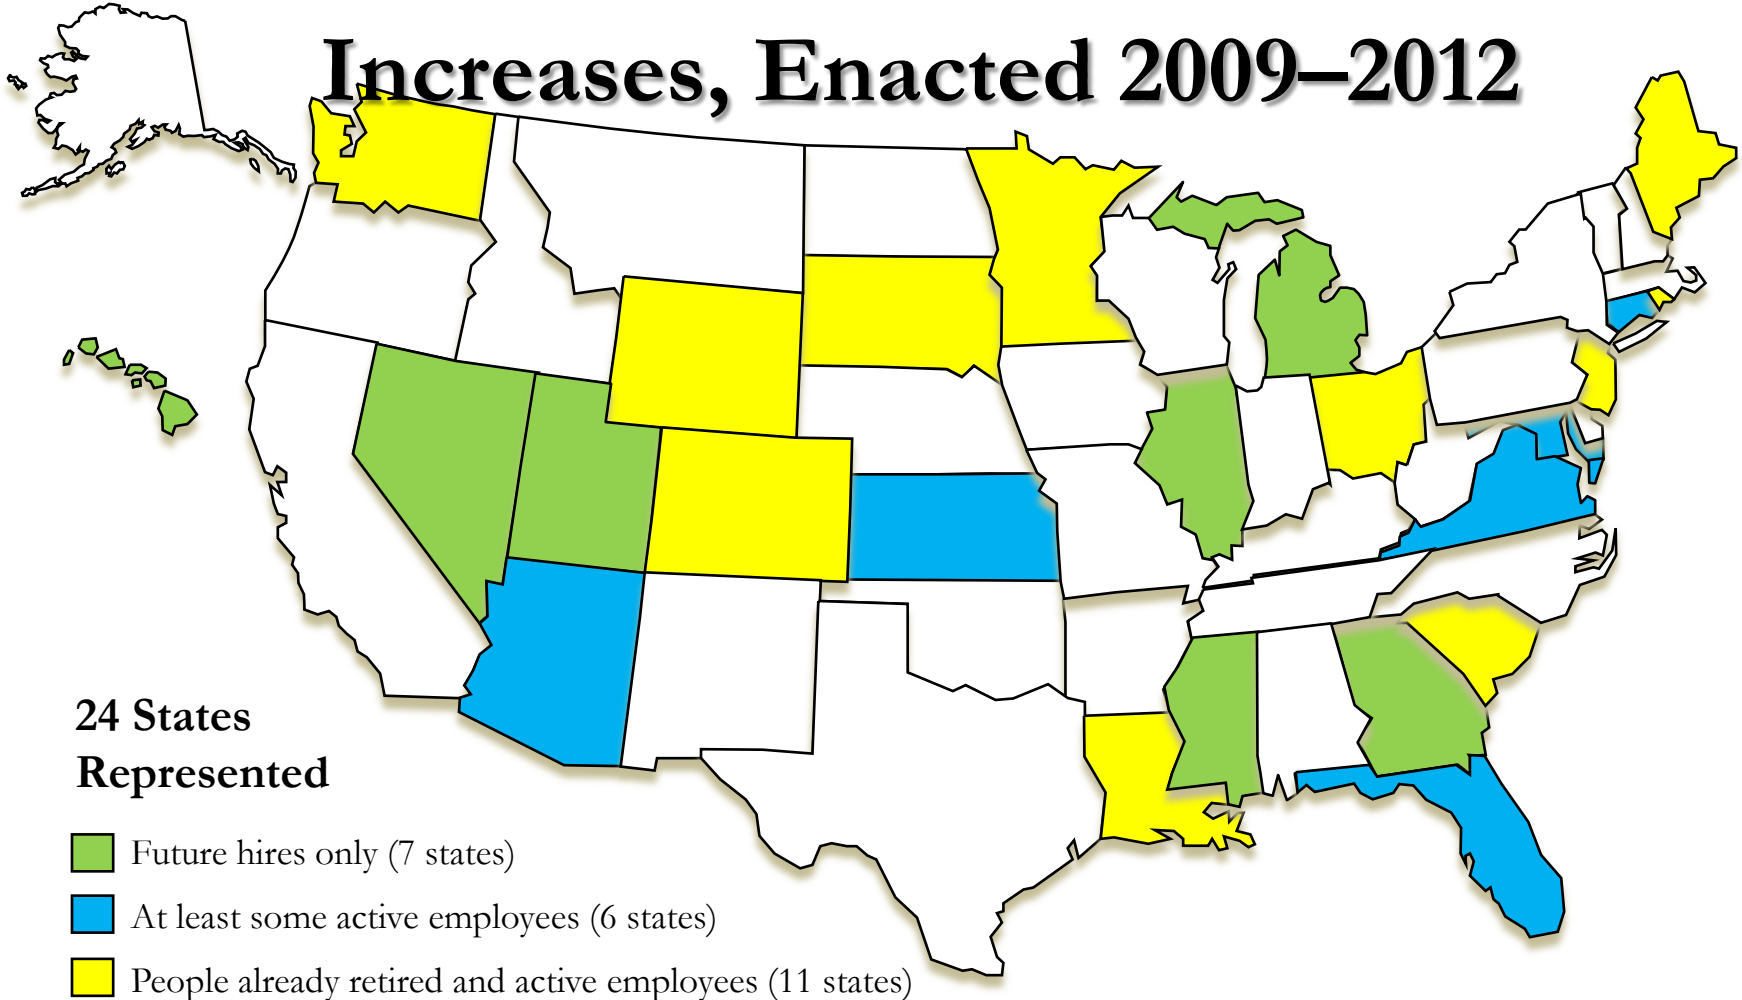 Increases, Enacted 2009–2012
24 States
Represented
Future hires only (7 states)
At least some active employees (6 states)
People already retired and active employees (11 states)